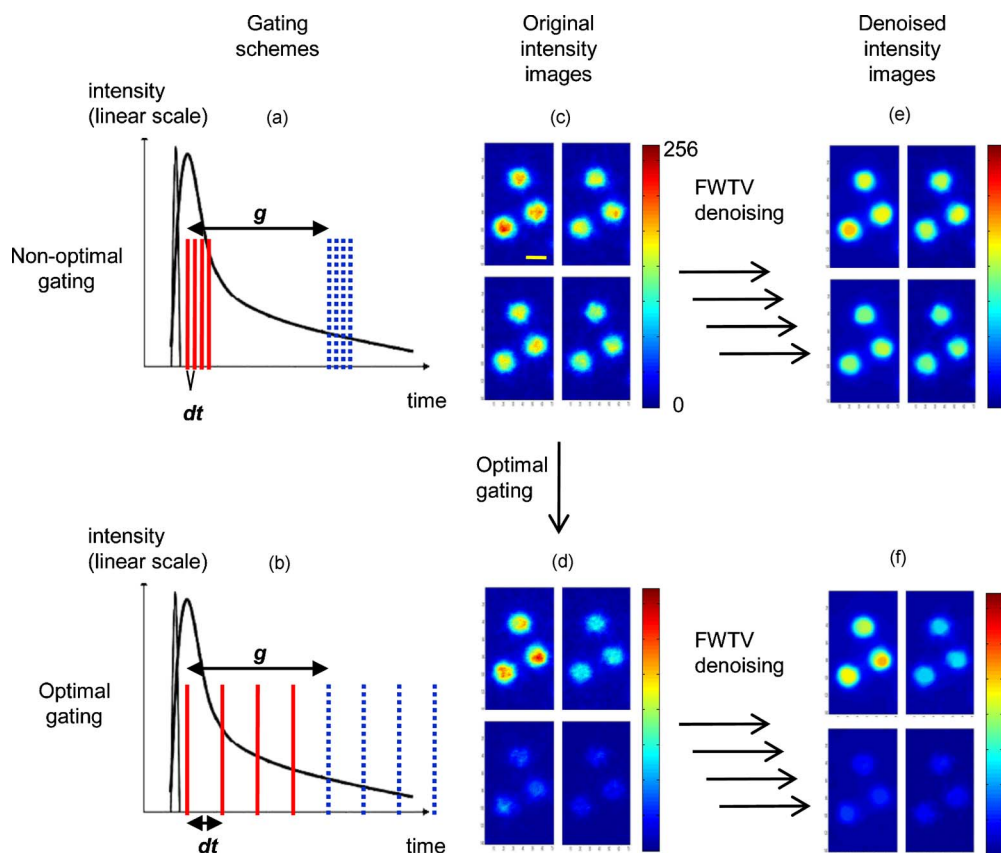 Gating
schemes
Original
intensity
images
Denoised
intensity
images
intensity
(linear scale)
(a)
(c)
(e)
256
g
FWTV
denoising
Non-optimal
gating
0
time
dt
Optimal
gating
intensity
(linear scale)
(b)
(d)
(f)
g
FWTV
denoising
Optimal
gating
time
dt